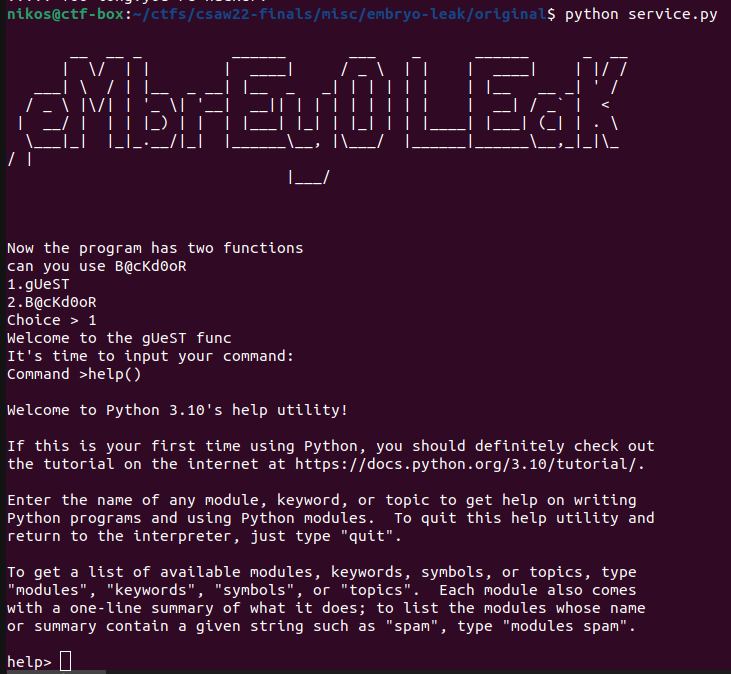 nikos@ctf-box:~/ctfs/csaw22-finals/misc/embryo-leak/original$ python service.py
Now the program has two functions
can you use B@cKd0oR
1.gUeST
2.B@cKd0oR
Choice > 1
Welcome to the gUeST func
It's time to input your command:
Command >help()
Welcome to Python 3.10's help utility!
If this is your first time using Python, you should definitely check out
the tutorial on the internet at https://docs.python.org/3.10/tutorial/.
Enter the name of any module, keyword, or topic to get help on writing
Python programs and using Python modules.  To quit this help utility and
return to the interpreter, just type "quit".
To get a list of available modules, keywords, symbols, or topics, type
"modules", "keywords", "symbols", or "topics".  Each module also comes
with a one-line summary of what it does; to list the modules whose name
or summary contain a given string such as "spam", type "modules spam".
help>